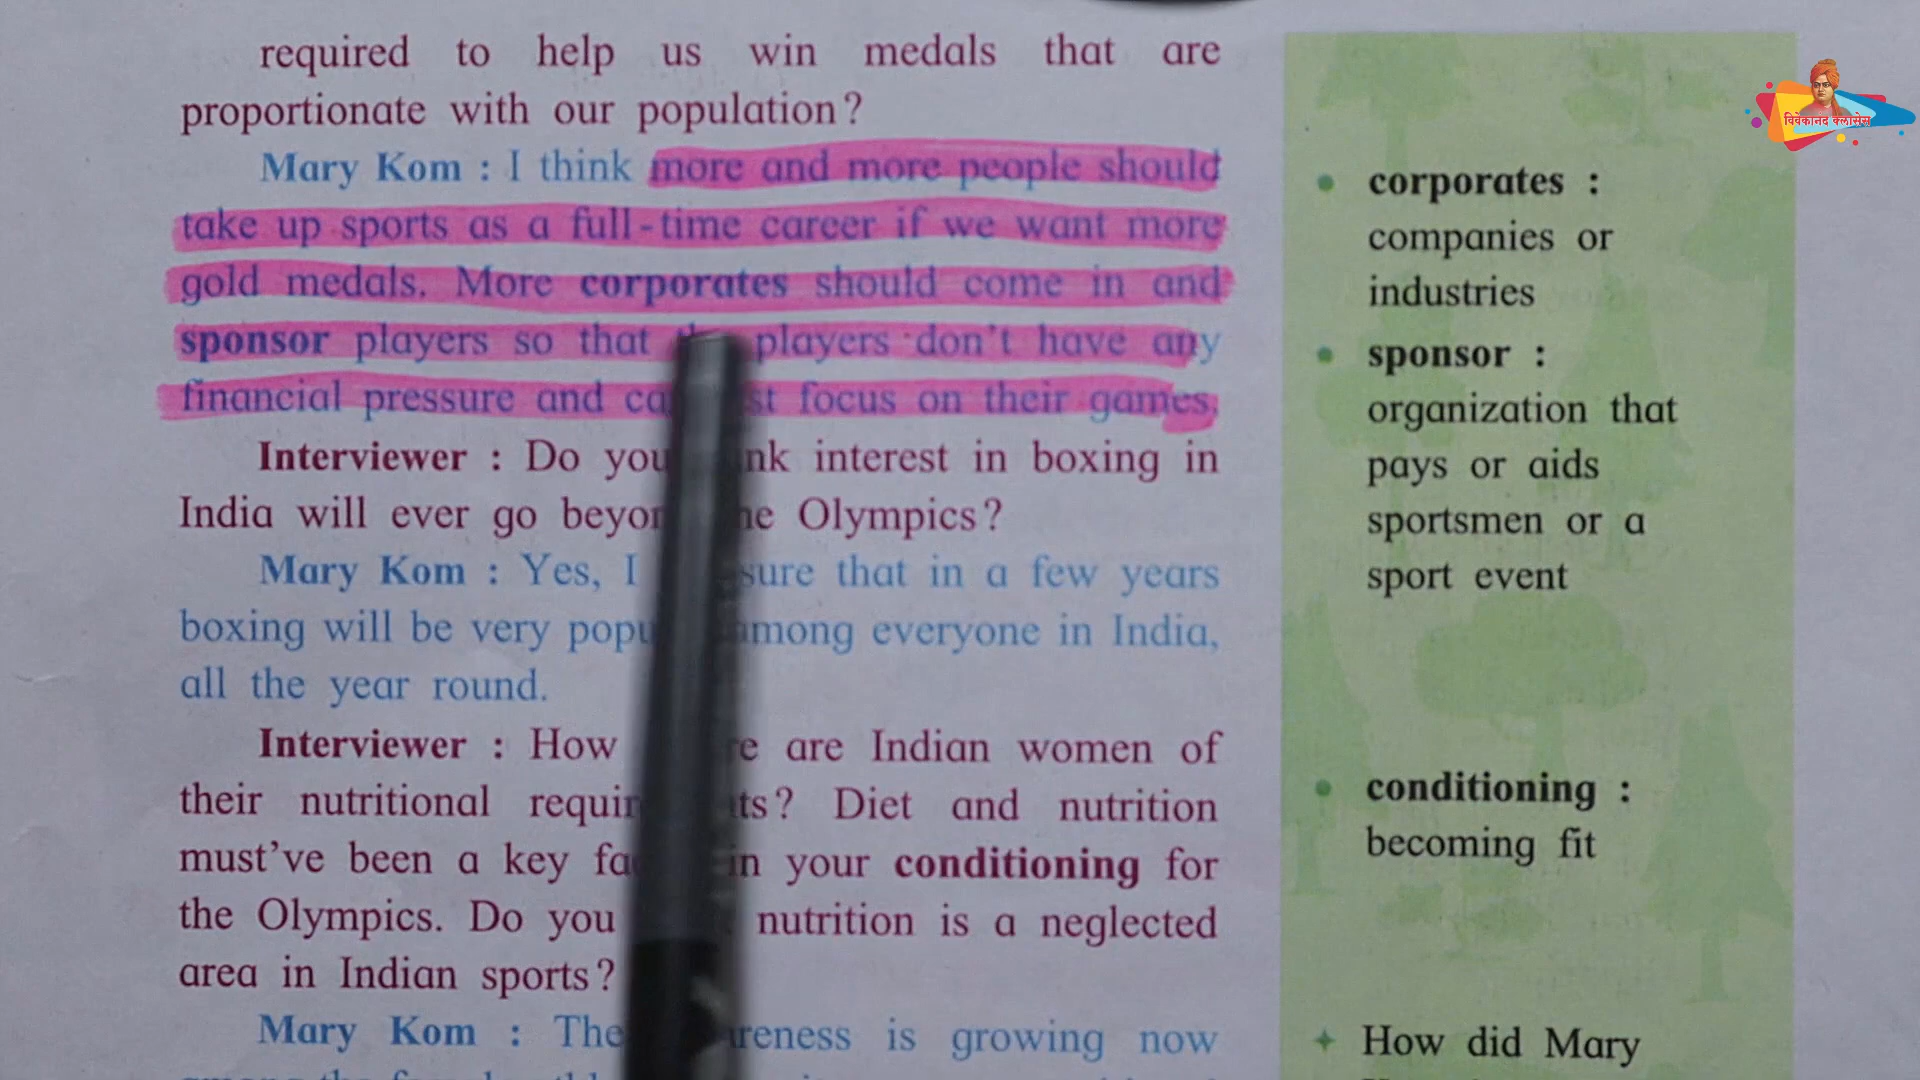 required to help us win medals that are
proportionate with our population?
Mary Kom : I think more and more people should
take up sports as a full-time career if we want more
gold medals. More corporates should come in and
sponsor players so that the players don't have any
financial pressure and focus on their games.
Interviewer : Do you interest in boxing in
India will ever go Olympics?
Mary Kom : Yes, I sure that in a few years
boxing will be very among everyone in India,
all the year round.
Interviewer : How are Indian women of
their nutritional ? Diet and nutrition
must've been a key in your conditioning for
the Olympics. Do you nutrition is a neglected
area in Indian sports?
Mary Kom : is growing now
corporates :
companies or
industries
sponsor :
organization that
pays or aids
sportsmen or a
sport event
conditioning :
becoming fit
How did Mary
विवेकानंद क्लासेस